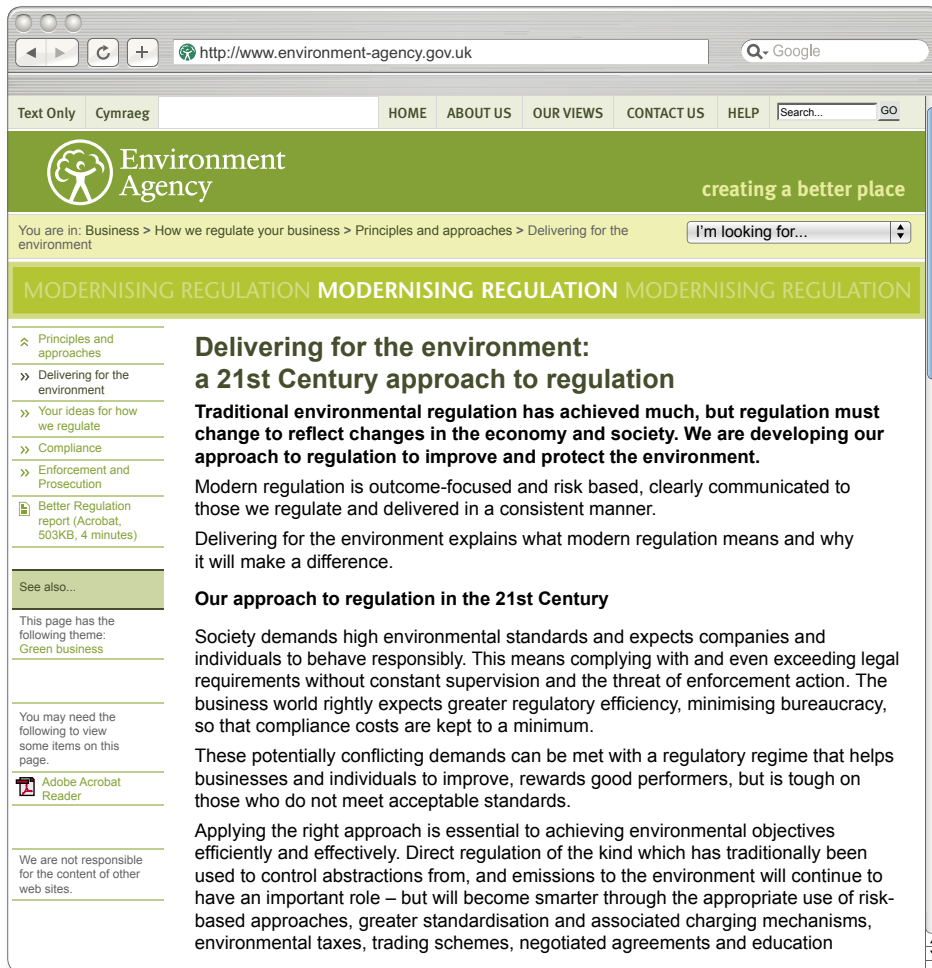 http://www.environment-agency.gov.uk
Google
Text Only
Cymraeg
HOME
ABOUT US
OUR VIEWS
CONTACT US
HELP
Search...
GO
Environment
Agency
creating a better place
You are in: Business > How we regulate your business > Principles and approaches > Delivering for the
environment
I'm looking for...
MODERNISING REGULATION MODERNISING REGULATION MODERNISING REGULATION
Principles and
approaches
Delivering for the
environment
Your ideas for how
we regulate
Compliance
Enforcement and
Prosecution
Better Regulation
report (Acrobat,
503KB, 4 minutes)
See also...
This page has the
following theme:
Green business
You may need the
following to view
some items on this
page.
Adobe Acrobat
Reader
We are not responsible
for the content of other
web sites.
Delivering for the environment:
a 21st Century approach to regulation
Traditional environmental regulation has achieved much, but regulation must
change to reflect changes in the economy and society. We are developing our
approach to regulation to improve and protect the environment.
Modern regulation is outcome-focused and risk based, clearly communicated to
those we regulate and delivered in a consistent manner.
Delivering for the environment explains what modern regulation means and why
it will make a difference.
Our approach to regulation in the 21st Century
Society demands high environmental standards and expects companies and
individuals to behave responsibly. This means complying with and even exceeding legal
requirements without constant supervision and the threat of enforcement action. The
business world rightly expects greater regulatory efficiency, minimising bureaucracy,
so that compliance costs are kept to a minimum.
These potentially conflicting demands can be met with a regulatory regime that helps
businesses and individuals to improve, rewards good performers, but is tough on
those who do not meet acceptable standards.
Applying the right approach is essential to achieving environmental objectives
efficiently and effectively. Direct regulation of the kind which has traditionally been
used to control abstractions from, and emissions to the environment will continue to
have an important role – but will become smarter through the appropriate use of risk-
based approaches, greater standardisation and associated charging mechanisms,
environmental taxes, trading schemes, negotiated agreements and education